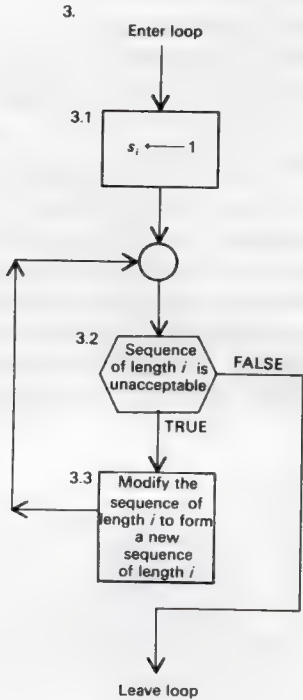 3.
Enter loop
3.1
s_i ← 1
3.2
Sequence
of length i is
unacceptable
FALSE
TRUE
3.3
Modify the
sequence of
length i to form
a new
sequence
of length i
Leave loop